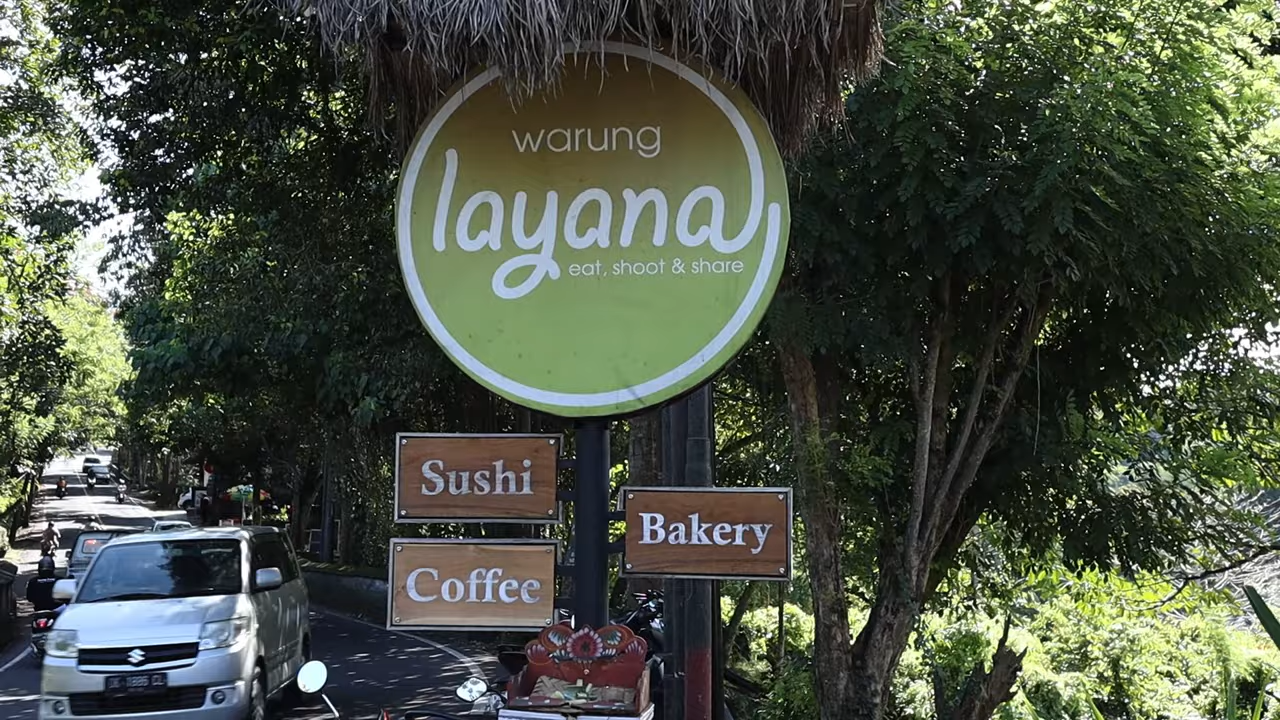 warung
layana
eat, shoot & share
Sushi
Bakery
Coffee